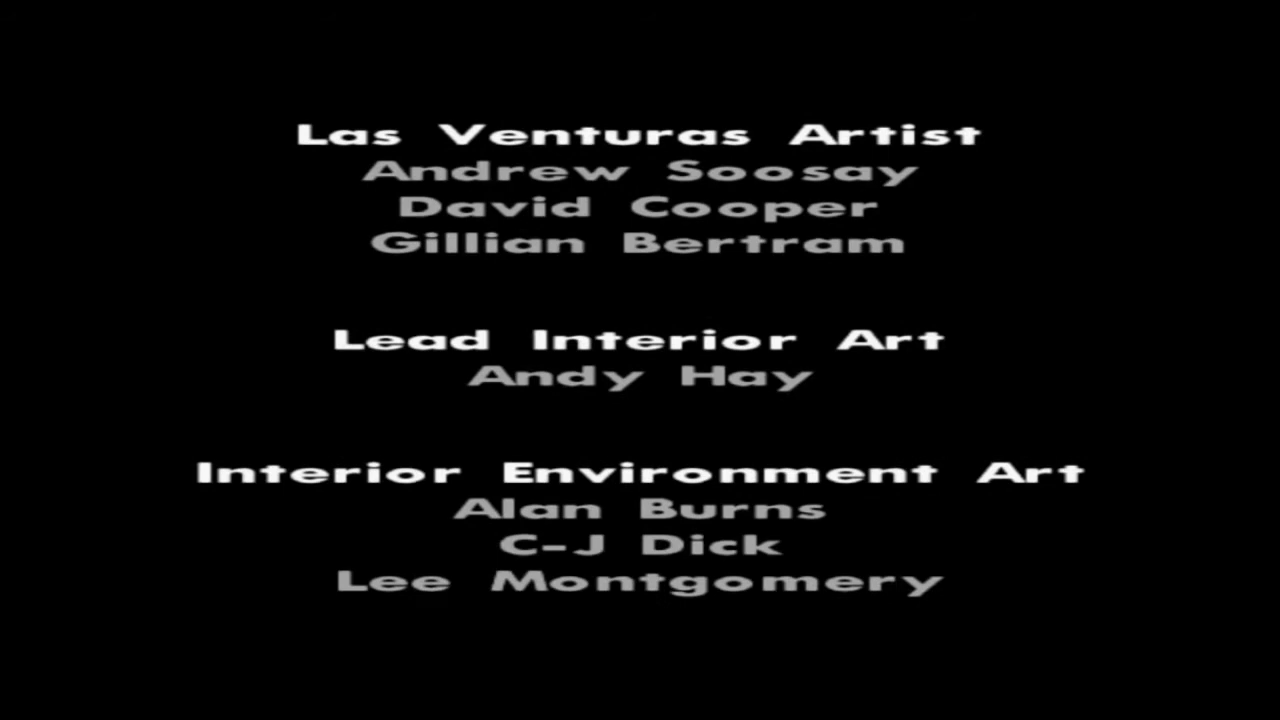 Las Venturas Artist
Andrew Soosay
David Cooper
Gillian Bertram
Lead Interior Art
Andy Hay
Interior Environment Art
Alan Burns
C-J Dick
Lee Montgomery